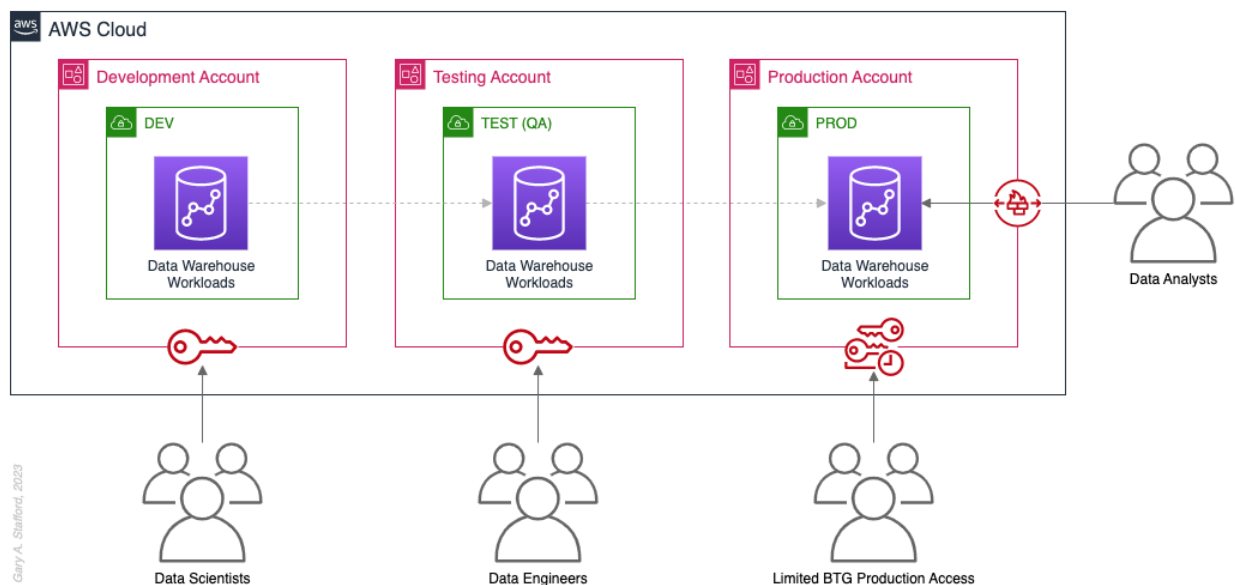 aws
AWS Cloud
Development Account
Testing Account
Production Account
DEV
TEST (QA)
PROD
Data Warehouse
Workloads
Data Warehouse
Workloads
Data Warehouse
Workloads
Data Analysts
Gary A. Stafford, 2023
Data Scientists
Data Engineers
Limited BTG Production Access